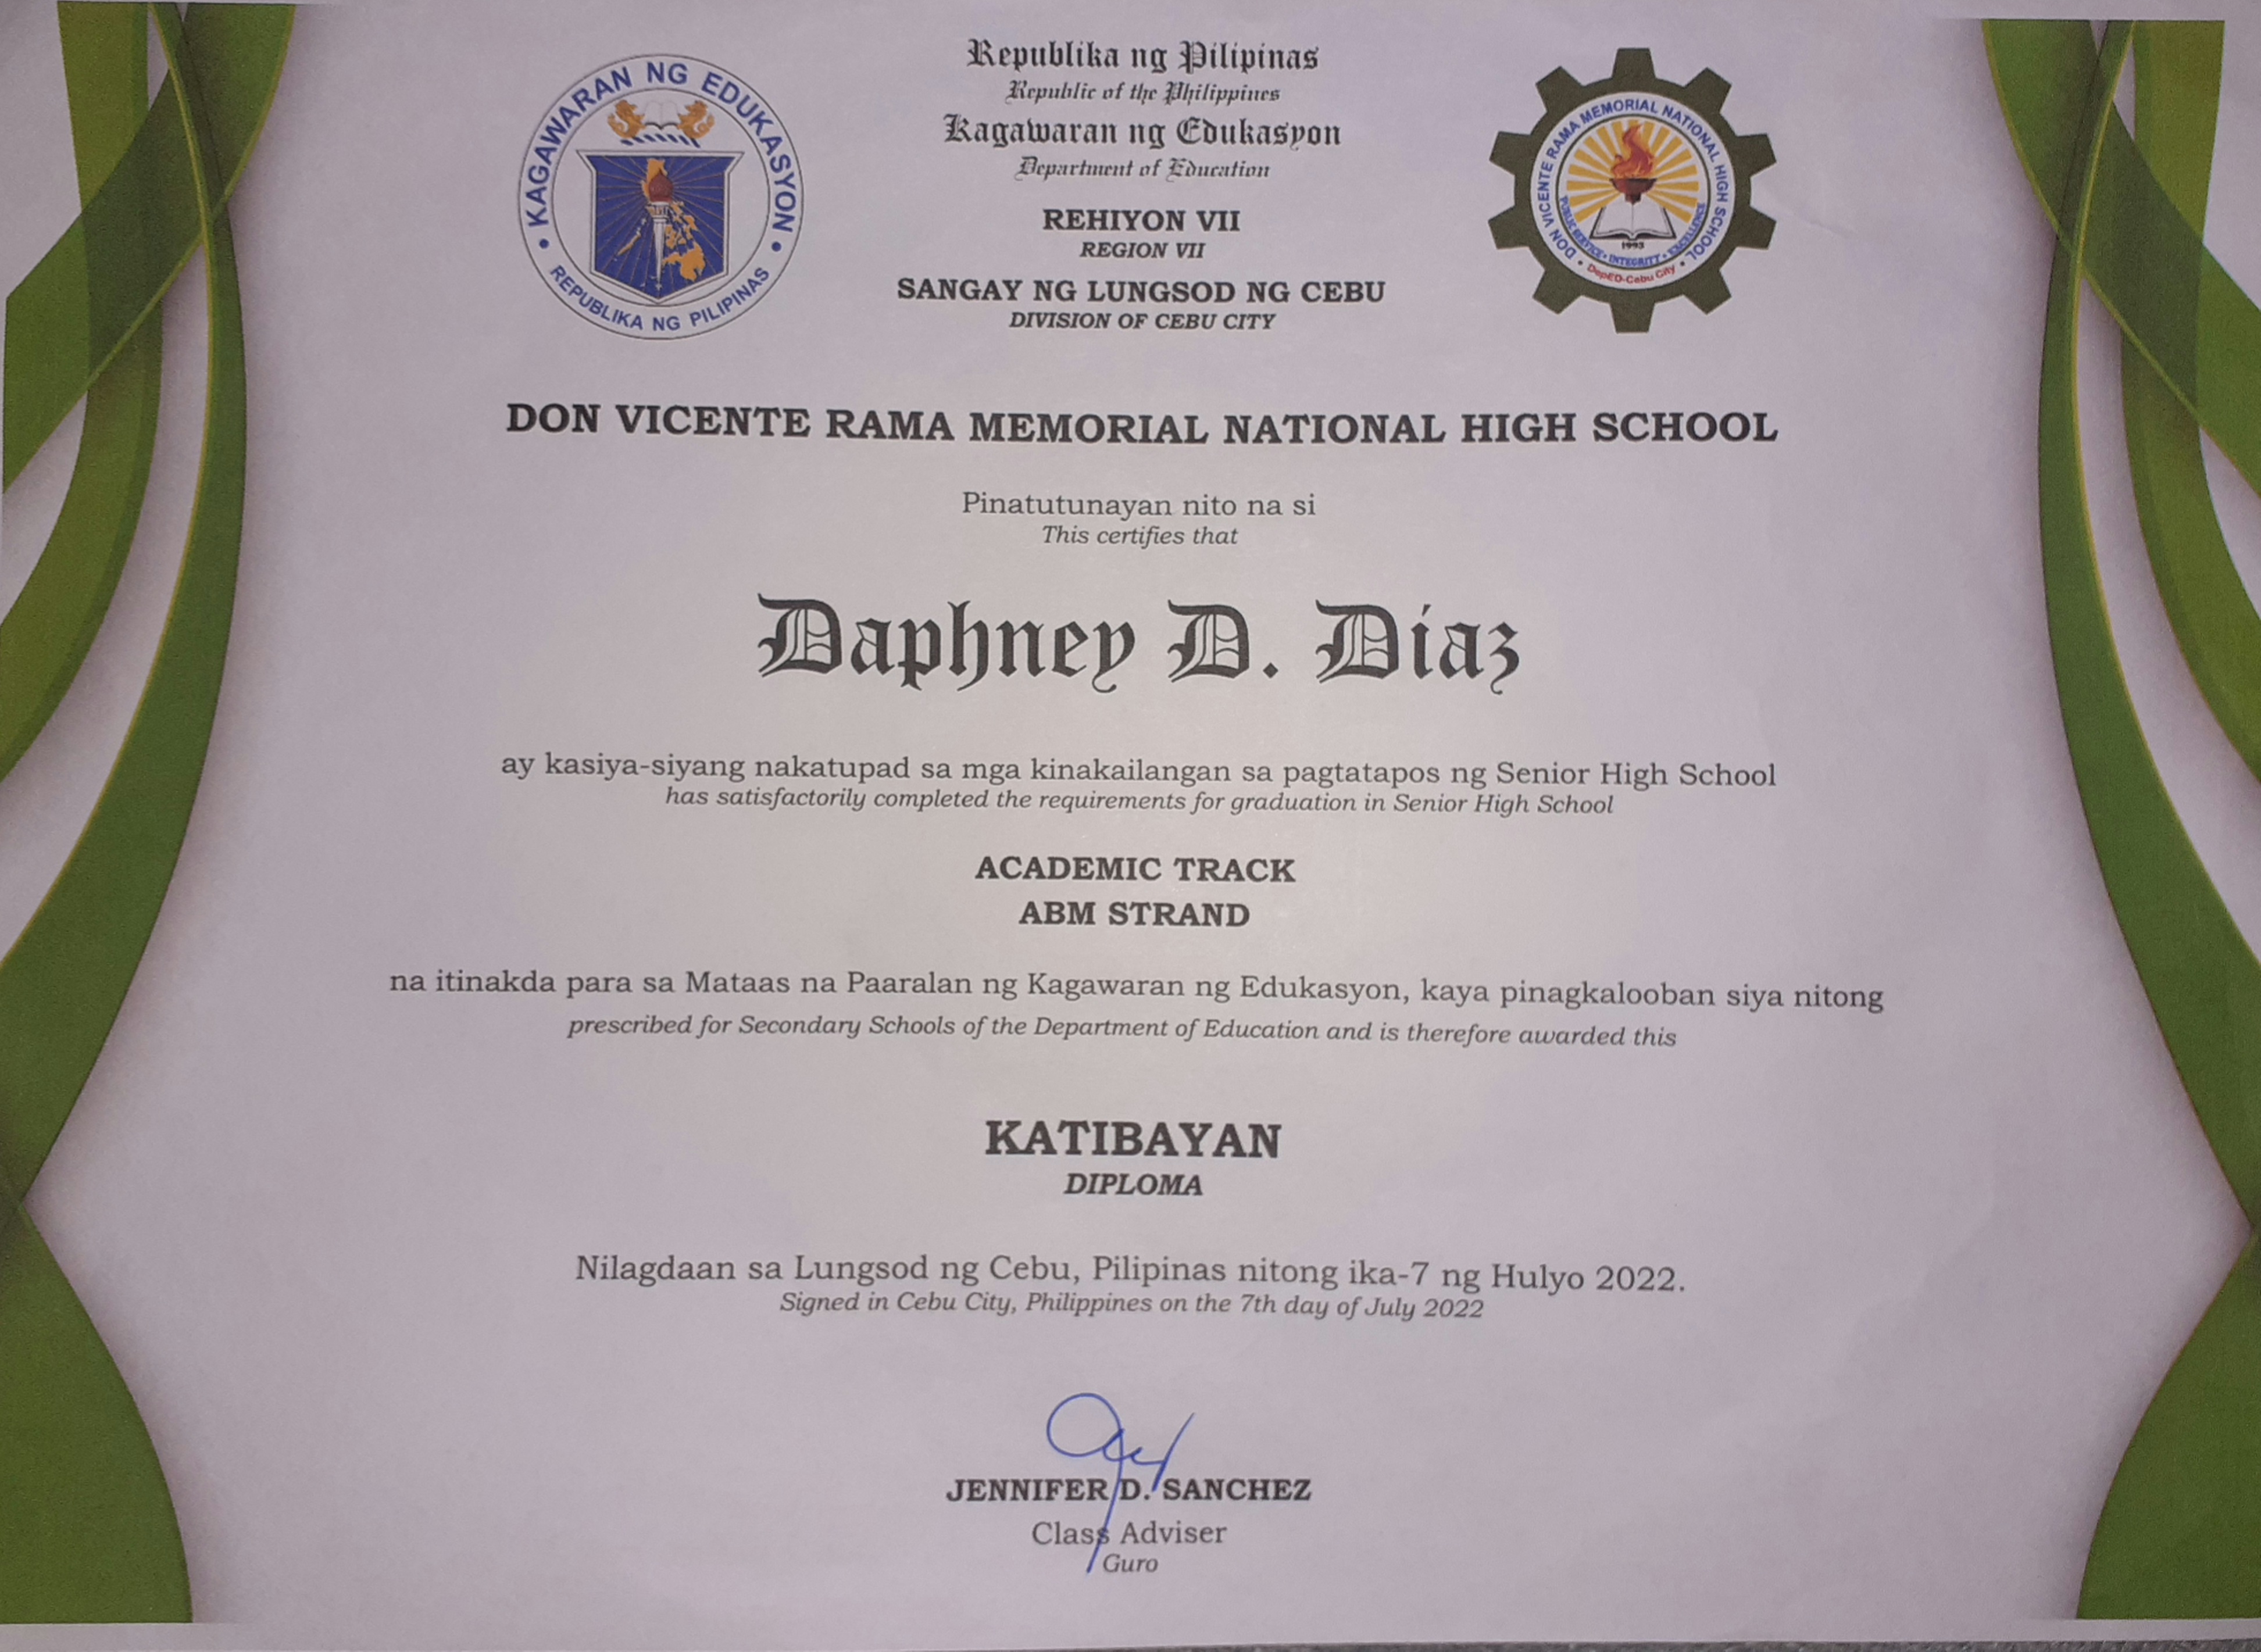 KAGAWARAN NG EDUKASYON
REPUBLIKA NG PILIPINAS
Republika ng Pilipinas
Republic of the Philippines
Kagawaran ng Edukasyon
Department of Education
REHIYON VII
REGION VII
SANGAY NG LUNGSOD NG CEBU
DIVISION OF CEBU CITY
DON VICENTE RAMA MEMORIAL NATIONAL HIGH SCHOOL
PUBLIC SERVICE • INTEGRITY • EXCELLENCE
1993
DepED-Cebu City
DON VICENTE RAMA MEMORIAL NATIONAL HIGH SCHOOL
Pinatutunayan nito na si
This certifies that
Daphney D. Diaz
ay kasiya-siyang nakatupad sa mga kinakailangan sa pagtatapos ng Senior High School
has satisfactorily completed the requirements for graduation in Senior High School
ACADEMIC TRACK
ABM STRAND
na itinakda para sa Mataas na Paaralan ng Kagawaran ng Edukasyon, kaya pinagkalooban siya nitong
prescribed for Secondary Schools of the Department of Education and is therefore awarded this
KATIBAYAN
DIPLOMA
Nilagdaan sa Lungsod ng Cebu, Pilipinas nitong ika-7 ng Hulyo 2022.
Signed in Cebu City, Philippines on the 7th day of July 2022
JENNIFER D. SANCHEZ
Class Adviser
Guro